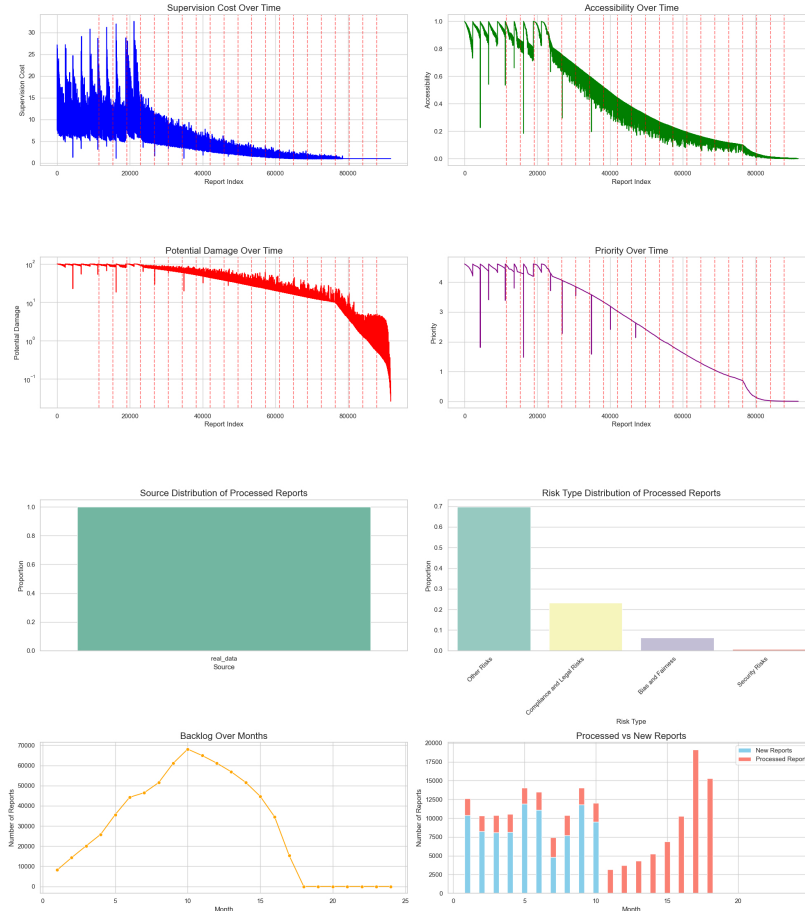 Supervision Cost Over Time
30
25
20
15
10
5
0
Supervision Cost
0 20000 40000 60000 80000
Report Index
Accessibility Over Time
1.0
0.8
0.6
0.4
0.2
0.0
Accessibility
0 20000 40000 60000 80000
Report Index
Potential Damage Over Time
10²
10¹
10⁰
10⁻¹
Potential Damage
0 20000 40000 60000 80000
Report Index
Priority Over Time
4
3
2
1
0
Priority
0 20000 40000 60000 80000
Report Index
Source Distribution of Processed Reports
1.0
0.8
0.6
0.4
0.2
0.0
Proportion
real_data
Source
Risk Type Distribution of Processed Reports
0.7
0.6
0.5
0.4
0.3
0.2
0.1
0.0
Proportion
Other Risks
Compliance and Legal Risks
Bias and Fairness
Security Risks
Risk Type
Backlog Over Months
70000
60000
50000
40000
30000
20000
10000
0
Number of Reports
0 5 10 15 20 25
Month
Processed vs New Reports
20000
17500
15000
12500
10000
7500
5000
2500
0
Number of Reports
New Reports
Processed Report
0 5 10 15 20
Month